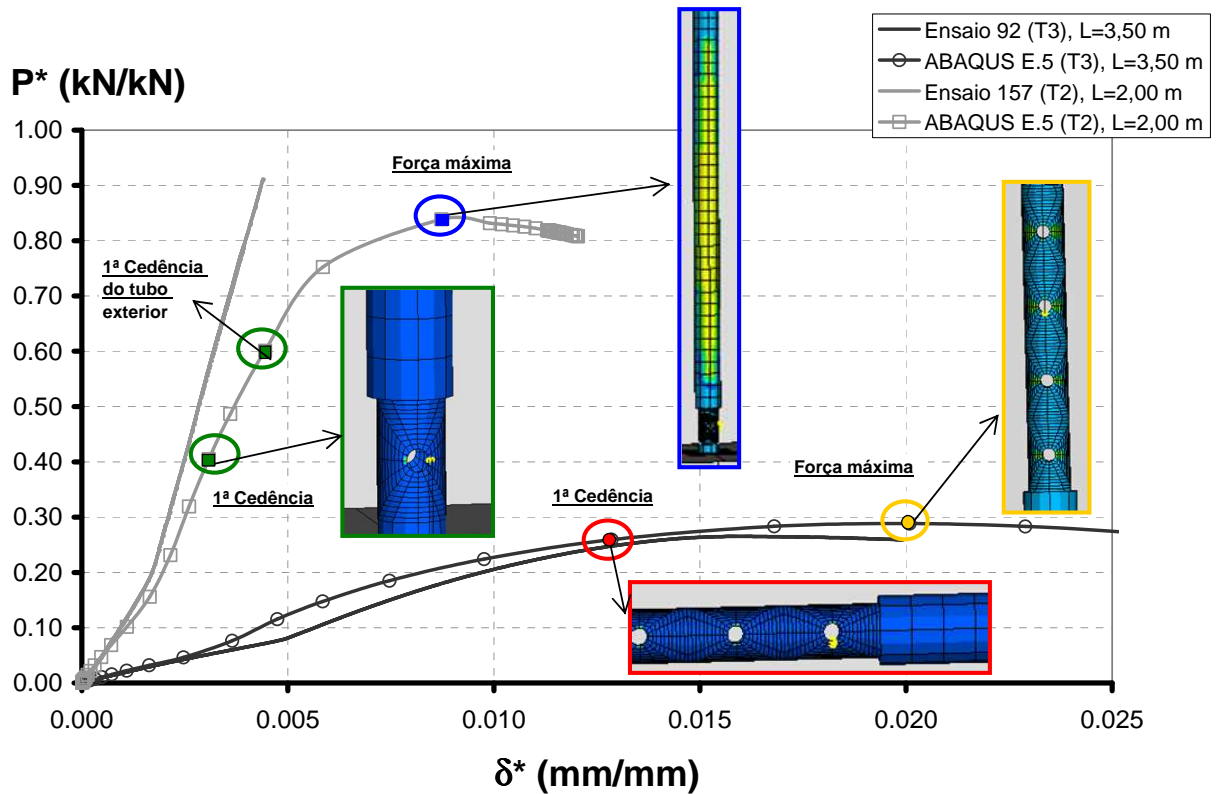 Ensaio 92 (T3), L=3,50 m
ABAQUS E.5 (T3), L=3,50 m
Ensaio 157 (T2), L=2,00 m
ABAQUS E.5 (T2), L=2,00 m
P* (kN/kN)
1.00
0.90
0.80
0.70
0.60
0.50
0.40
0.30
0.20
0.10
0.00
Força máxima
1ª Cedência
do tubo
exterior
1ª Cedência
1ª Cedência
Força máxima
0.000
0.005
0.010
0.015
0.020
0.025
δ* (mm/mm)